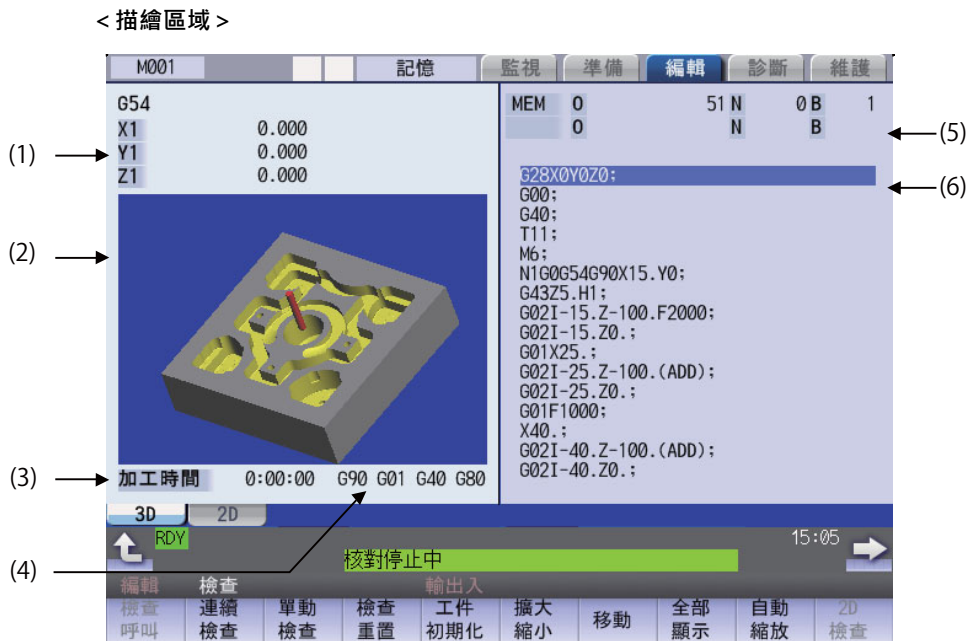 <描繪區域>
M001 記憶 監視 準備 編輯 診斷 維護
G54
X1 0.000
Y1 0.000
Z1 0.000
加工時間 0:00:00 G90 G01 G40 G80
MEM O 51 N 0 B 1
O N B
G28X0Y0Z0;
G00;
G40;
T11;
M6;
N1G0G54G90X15.Y0;
G43Z5.H1;
G02I-15.Z-100.F2000;
G02I-15.Z0.;
G01X25.;
G02I-25.Z-100.(ADD);
G02I-25.Z0.;
G01F1000;
X40.;
G02I-40.Z-100.(ADD);
G02I-40.Z0.;
(1)
(2)
(3)
(4)
(5)
(6)
3D 2D
RDY 15:05
核對停止中
編輯 檢查 輸出入
檢查 連續 單動 檢查 工件 擴大 移動 全部 自動 2D
呼叫 檢查 檢查 重置 初期化 縮小 顯示 縮放 檢查